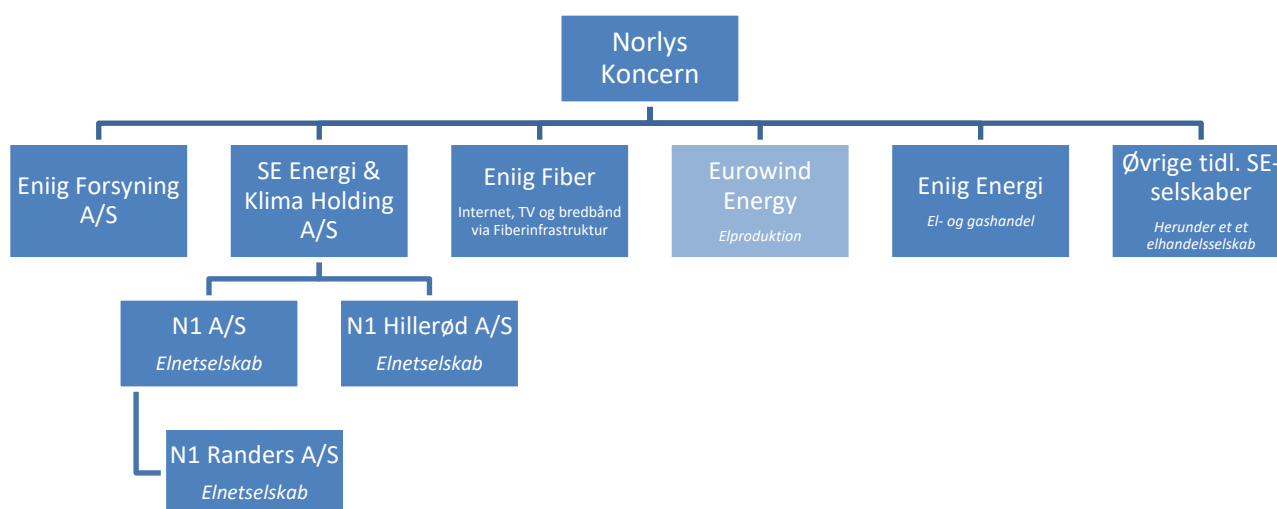 Norlys
Koncern
Eniig Forsyning
A/S
SE Energi &
Klima Holding
A/S
Eniig Fiber
Internet, TV og bredbånd
via Fiberinfrastruktur
Eurowind
Energy
Elproduktion
Eniig Energi
El- og gashandel
Øvrige tidl. SE-
selskaber
Herunder et et
elhandelsselskab
N1 A/S
Elnetselskab
N1 Hillerød A/S
Elnetselskab
N1 Randers A/S
Elnetselskab